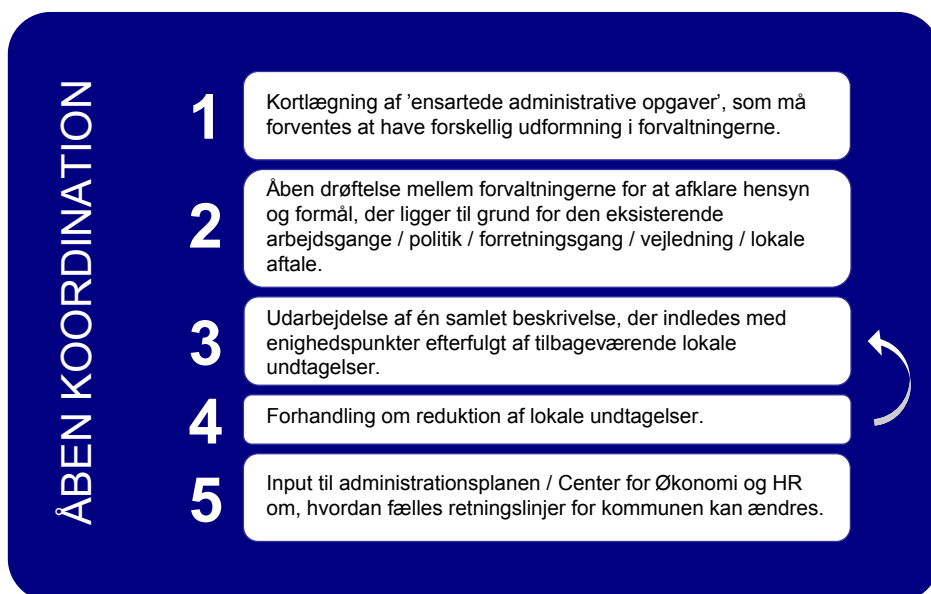 ÅBEN KOORDINATION
1
Kortlægning af ’ensartede administrative opgaver’, som må
forventes at have forskellig udformning i forvaltningerne.
2
Åben drøftelse mellem forvaltningerne for at afklare hensyn
og formål, der ligger til grund for den eksisterende
arbejdsgange / politik / forretningsgang / vejledning / lokale
aftale.
3
Udarbejdelse af én samlet beskrivelse, der indledes med
enighedspunkter efterfulgt af tilbageværende lokale
undtagelser.
4
Forhandling om reduktion af lokale undtagelser.
5
Input til administrationsplanen / Center for Økonomi og HR
om, hvordan fælles retningslinjer for kommunen kan ændres.